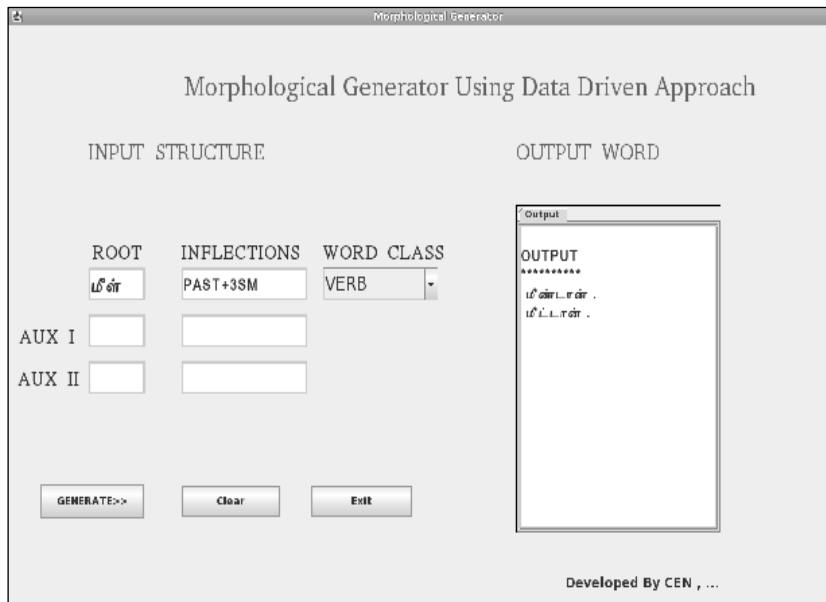 Morphological Generator
Morphological Generator Using Data Driven Approach
INPUT STRUCTURE
OUTPUT WORD
ROOT INFLECTIONS WORD CLASS
மீள் PAST+3SM VERB
AUX I
AUX II
GENERATE>> Clear Exit
Output
OUTPUT
**********
மீண்டான் .
மீட்டான் .
Developed By CEN , ...